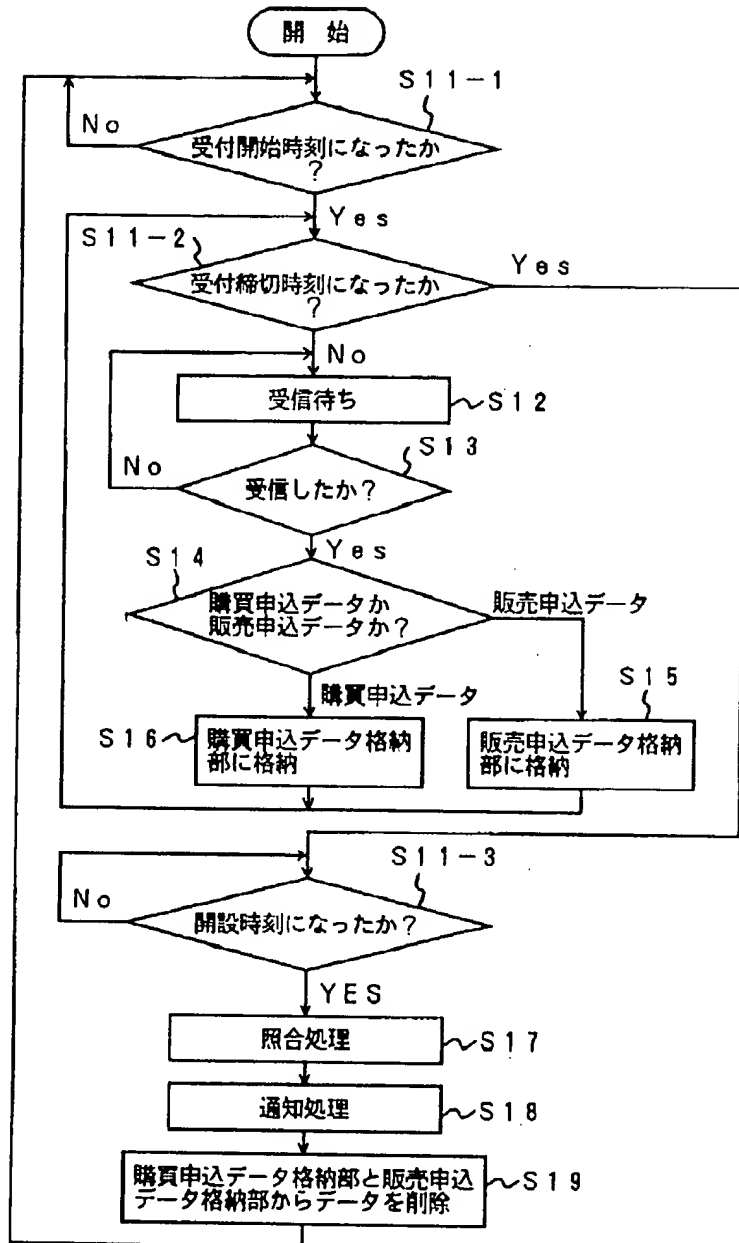 開始
S11-1
No
受付開始時刻になったか
？
Yes
S11-2
Yes
受付締切時刻になったか
？
No
受信待ち
S12
S13
No
受信したか？
S14
Yes
購買申込データか
販売申込データか？
販売申込データ
購買申込データ
S15
S16
購買申込データ格納
部に格納
販売申込データ格納
部に格納
S11-3
No
開設時刻になったか？
YES
照合処理
S17
通知処理
S18
購買申込データ格納部と販売申込
データ格納部からデータを削除
S19